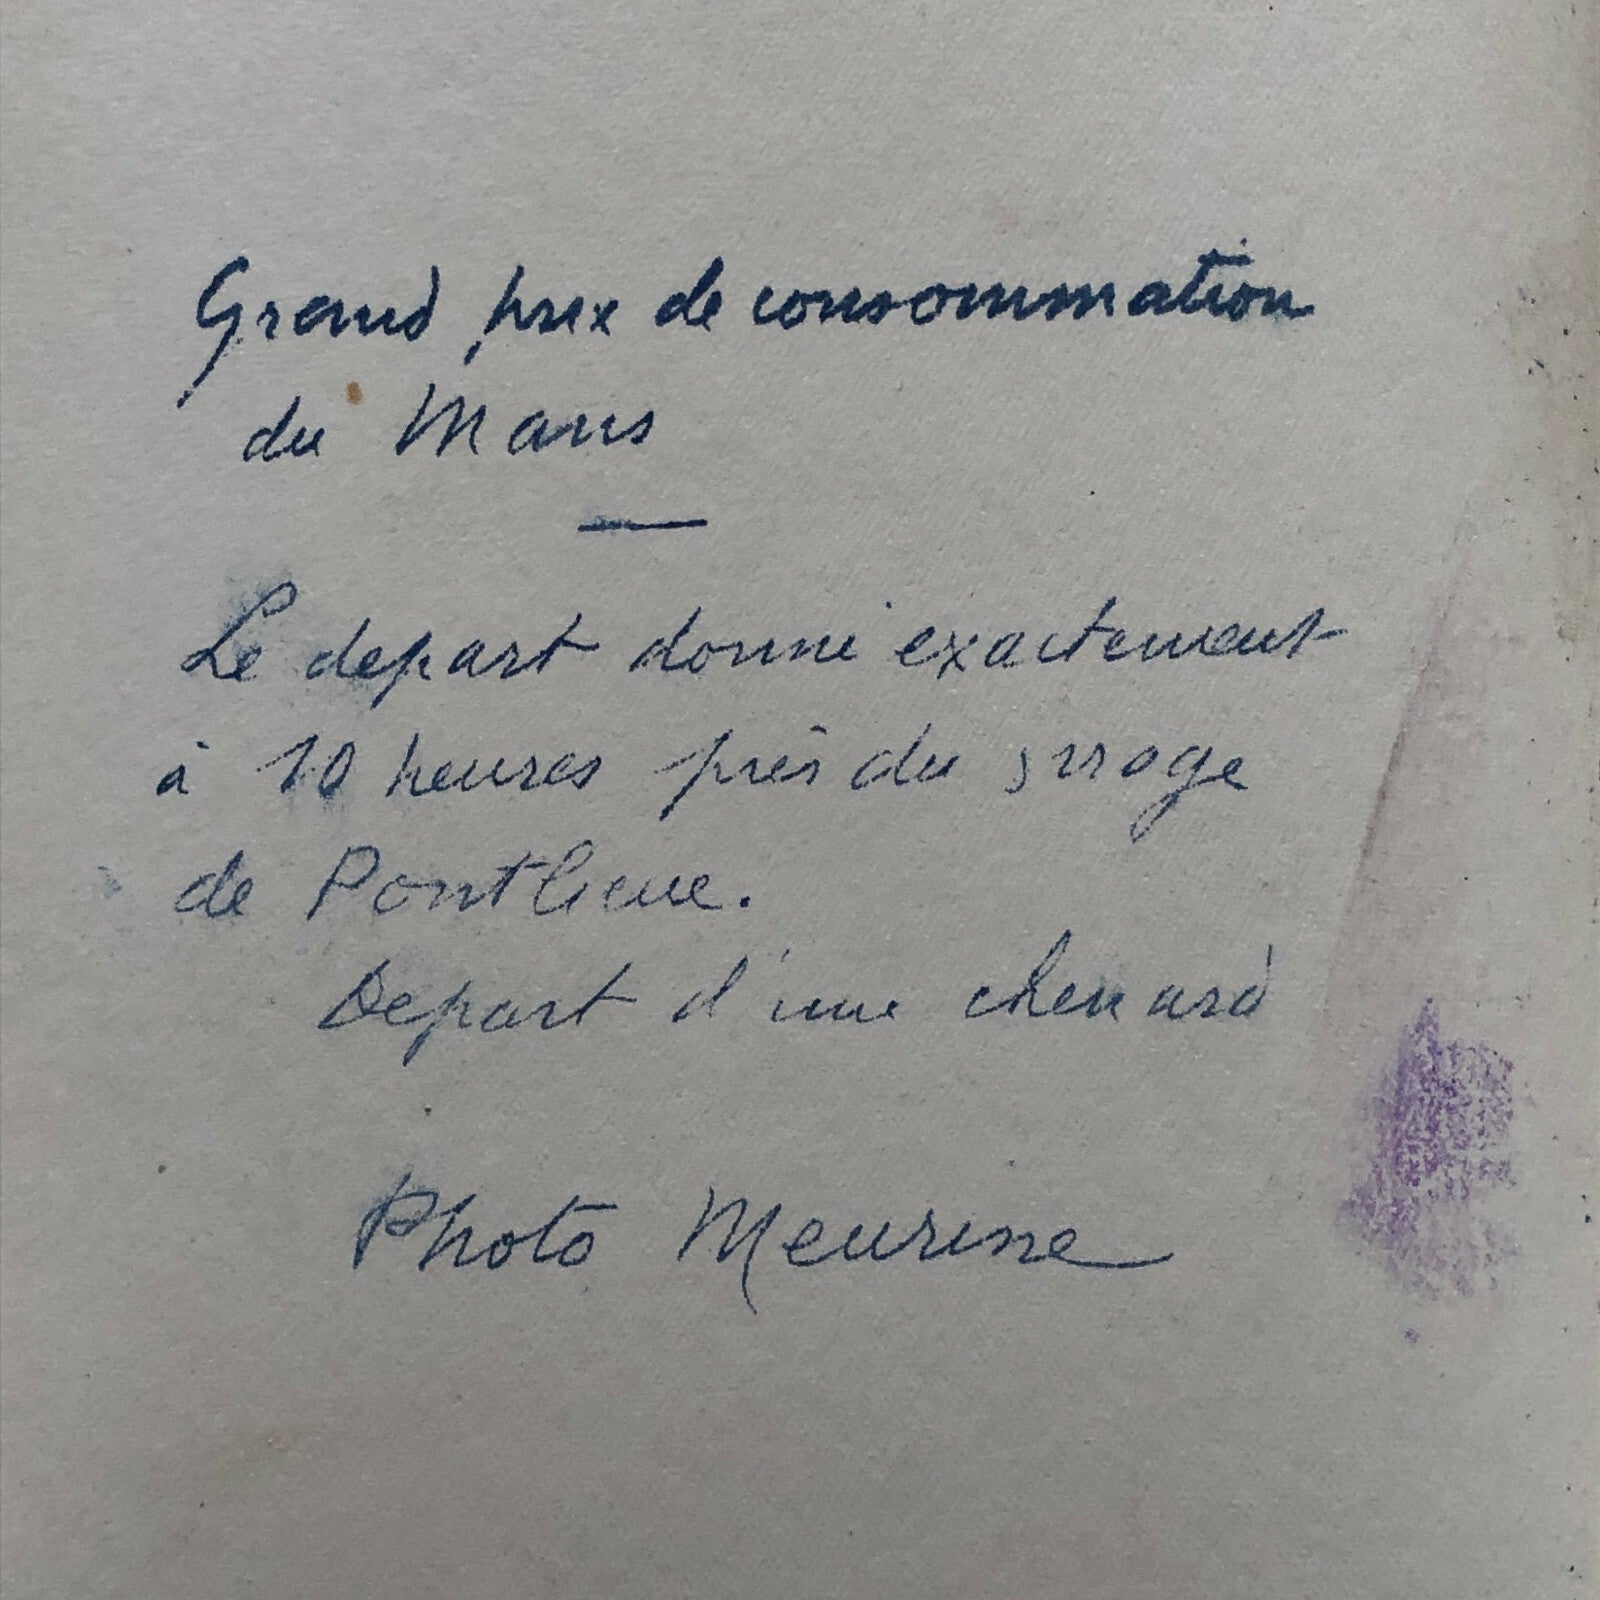 Grand prix de consommation
du Mans
—
Le depart donné exactement
à 10 heures près du virage
de Pontlieue.
Depart d'une chenard
Photo Meurisse